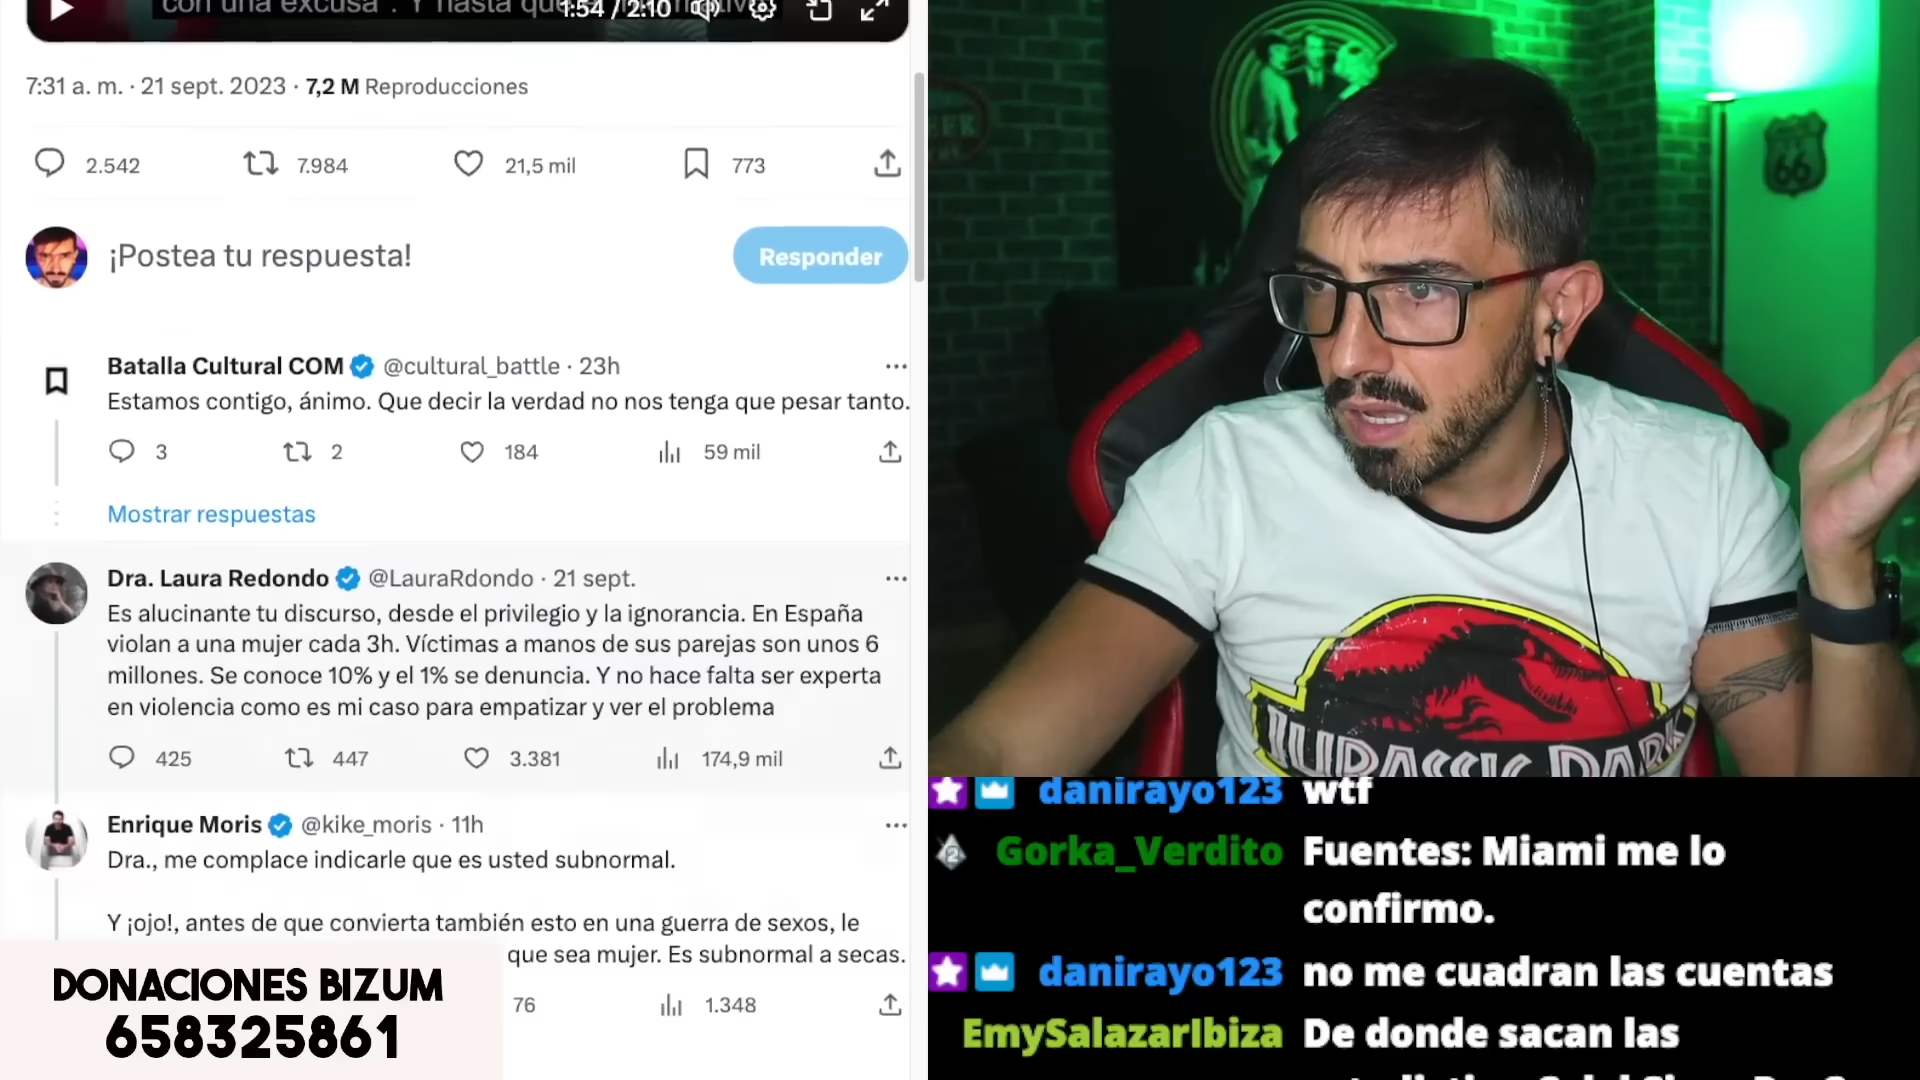 con una excusa". Y hasta que
1:54 / 2:10
7:31 a. m. · 21 sept. 2023 · 7,2 M Reproducciones
2.542 7.984 21,5 mil 773
¡Postea tu respuesta!
Responder
Batalla Cultural COM @cultural_battle · 23h
Estamos contigo, ánimo. Que decir la verdad no nos tenga que pesar tanto.
3 2 184 59 mil
Mostrar respuestas
Dra. Laura Redondo @LauraRdondo · 21 sept.
Es alucinante tu discurso, desde el privilegio y la ignorancia. En España
violan a una mujer cada 3h. Víctimas a manos de sus parejas son unos 6
millones. Se conoce 10% y el 1% se denuncia. Y no hace falta ser experta
en violencia como es mi caso para empatizar y ver el problema
425 447 3.381 174,9 mil
Enrique Moris @kike_moris · 11h
Dra., me complace indicarle que es usted subnormal.
Y ¡ojo!, antes de que convierta también esto en una guerra de sexos, le
que sea mujer. Es subnormal a secas.
76 1.348
DONACIONES BIZUM
658325861
66
JURASSIC PARK
danirayo123 wtf
2 Gorka_Verdito Fuentes: Miami me lo
confirmo.
danirayo123 no me cuadran las cuentas
EmySalazarIbiza De donde sacan las